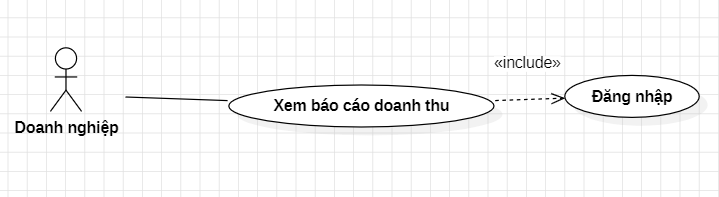 «include»
Xem báo cáo doanh thu
Đăng nhập
Doanh nghiệp